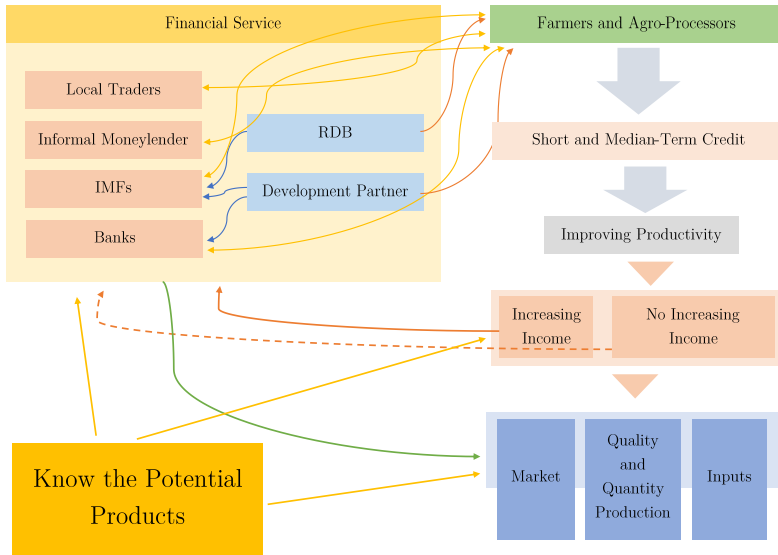 Financial Service
Farmers and Agro-Processors
Local Traders
Informal Moneylender
RDB
Short and Median-Term Credit
IMFs
Development Partner
Banks
Improving Productivity
Increasing
Income
No Increasing
Income
Know the Potential
Products
Market
Quality
and
Quantity
Production
Inputs